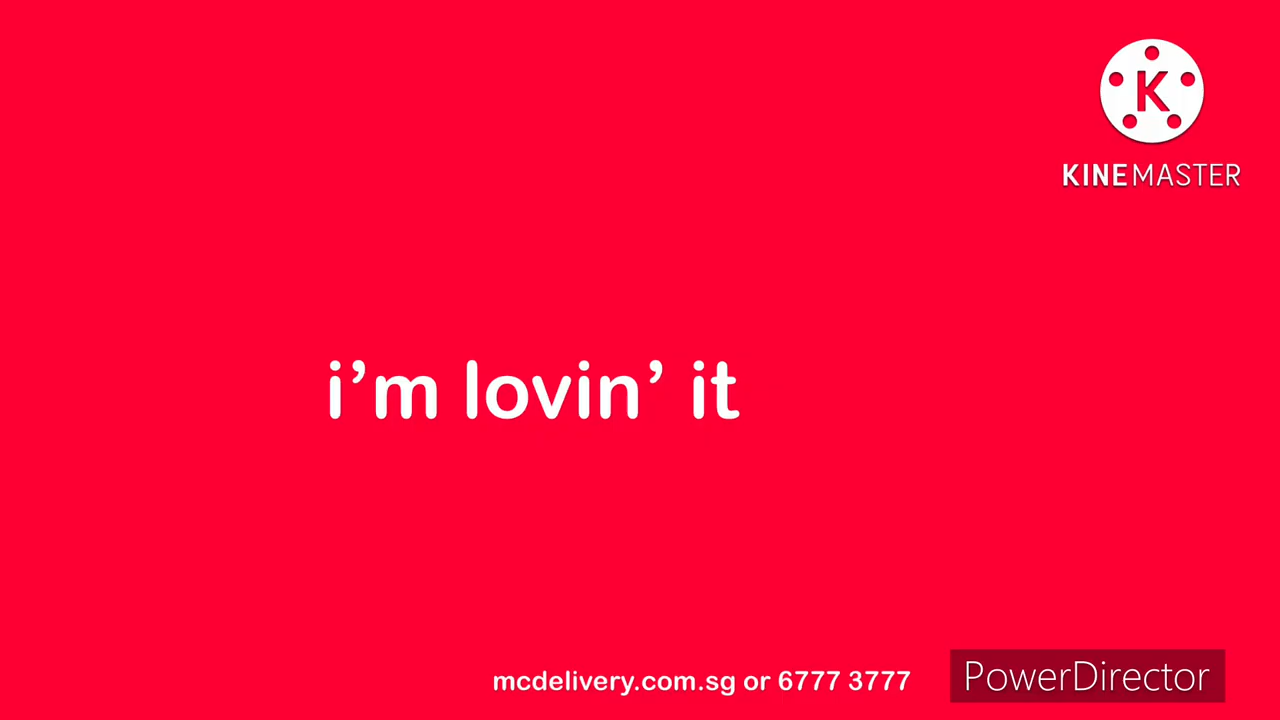 K
KINEMASTER
i’m lovin’ it
mcdelivery.com.sg or 6777 3777
PowerDirector